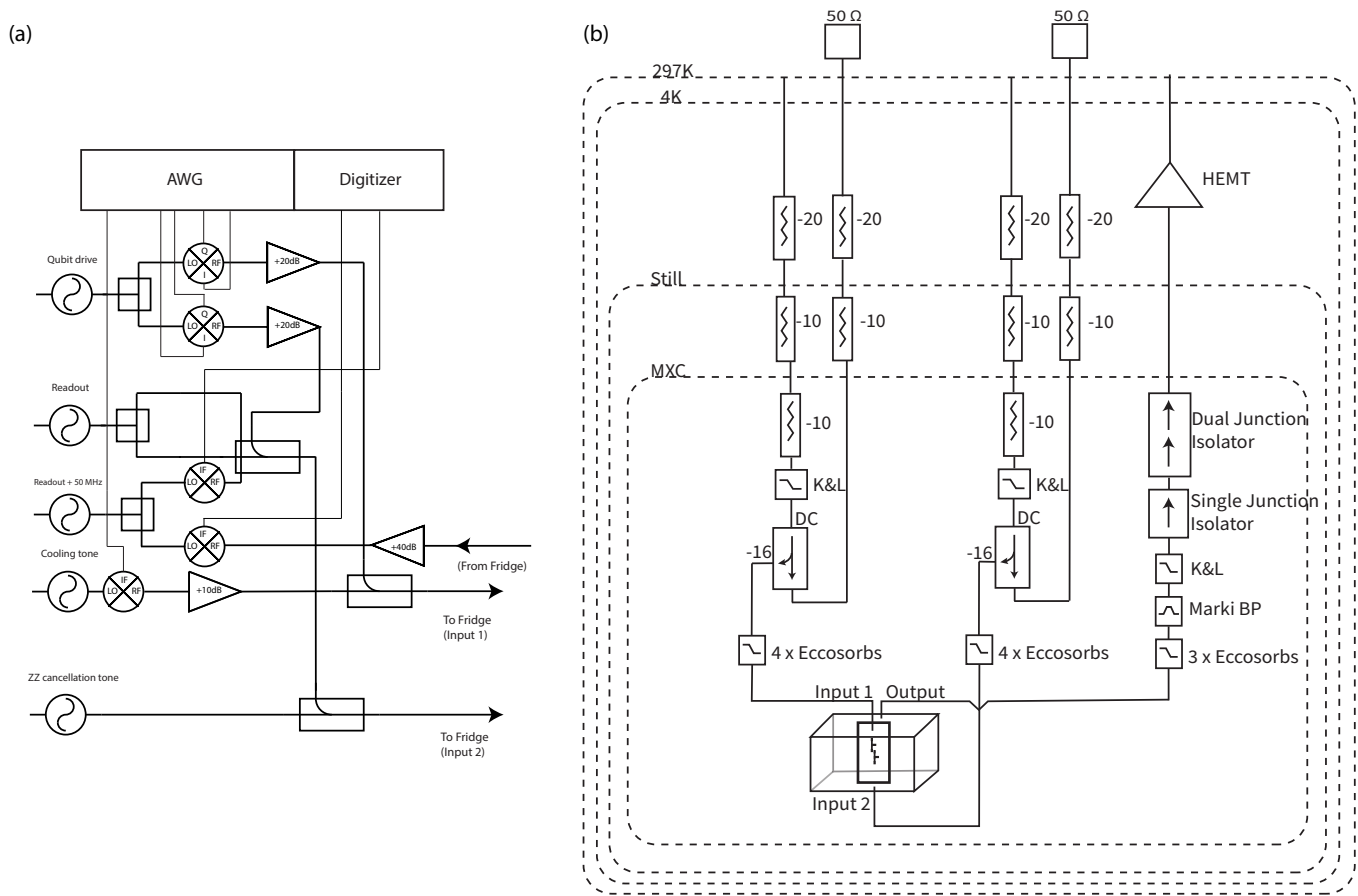 (a)
AWG
Digitizer
Qubit drive
LO
Q
RF
I
+20dB
LO
Q
RF
I
+20dB
Readout
IF
LO
RF
Readout + 50 MHz
IF
LO
RF
+40dB
(From Fridge)
Cooling tone
IF
LO
RF
+10dB
To Fridge
(Input 1)
ZZ cancellation tone
To Fridge
(Input 2)
(b)
50 Ω
50 Ω
297K
4K
HEMT
-20
-20
-20
-20
Still
-10
-10
-10
-10
MXC
-10
-10
Dual Junction
Isolator
K&L
K&L
Single Junction
Isolator
DC
DC
-16
-16
K&L
Marki BP
4 x Eccosorbs
4 x Eccosorbs
3 x Eccosorbs
Input 1
Output
Input 2